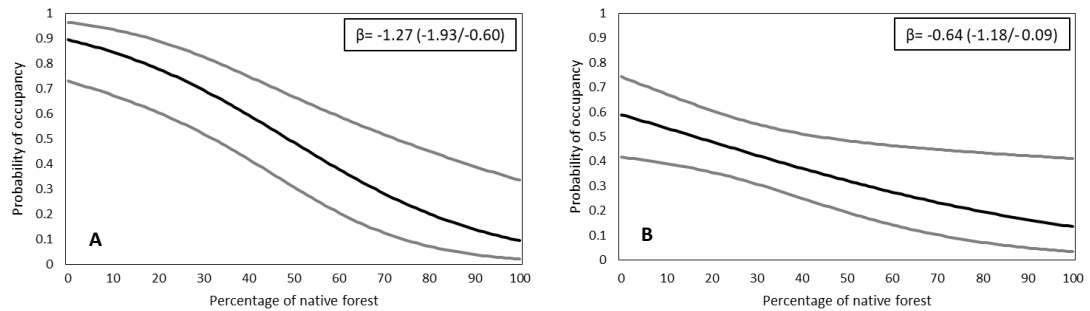 β= -1.27 (-1.93/-0.60)
Probability of occupancy
1
0.9
0.8
0.7
0.6
0.5
0.4
0.3
0.2
0.1
0
A
0 10 20 30 40 50 60 70 80 90 100
Percentage of native forest
β= -0.64 (-1.18/-0.09)
Probability of occupancy
1
0.9
0.8
0.7
0.6
0.5
0.4
0.3
0.2
0.1
0
B
0 10 20 30 40 50 60 70 80 90 100
Percentage of native forest